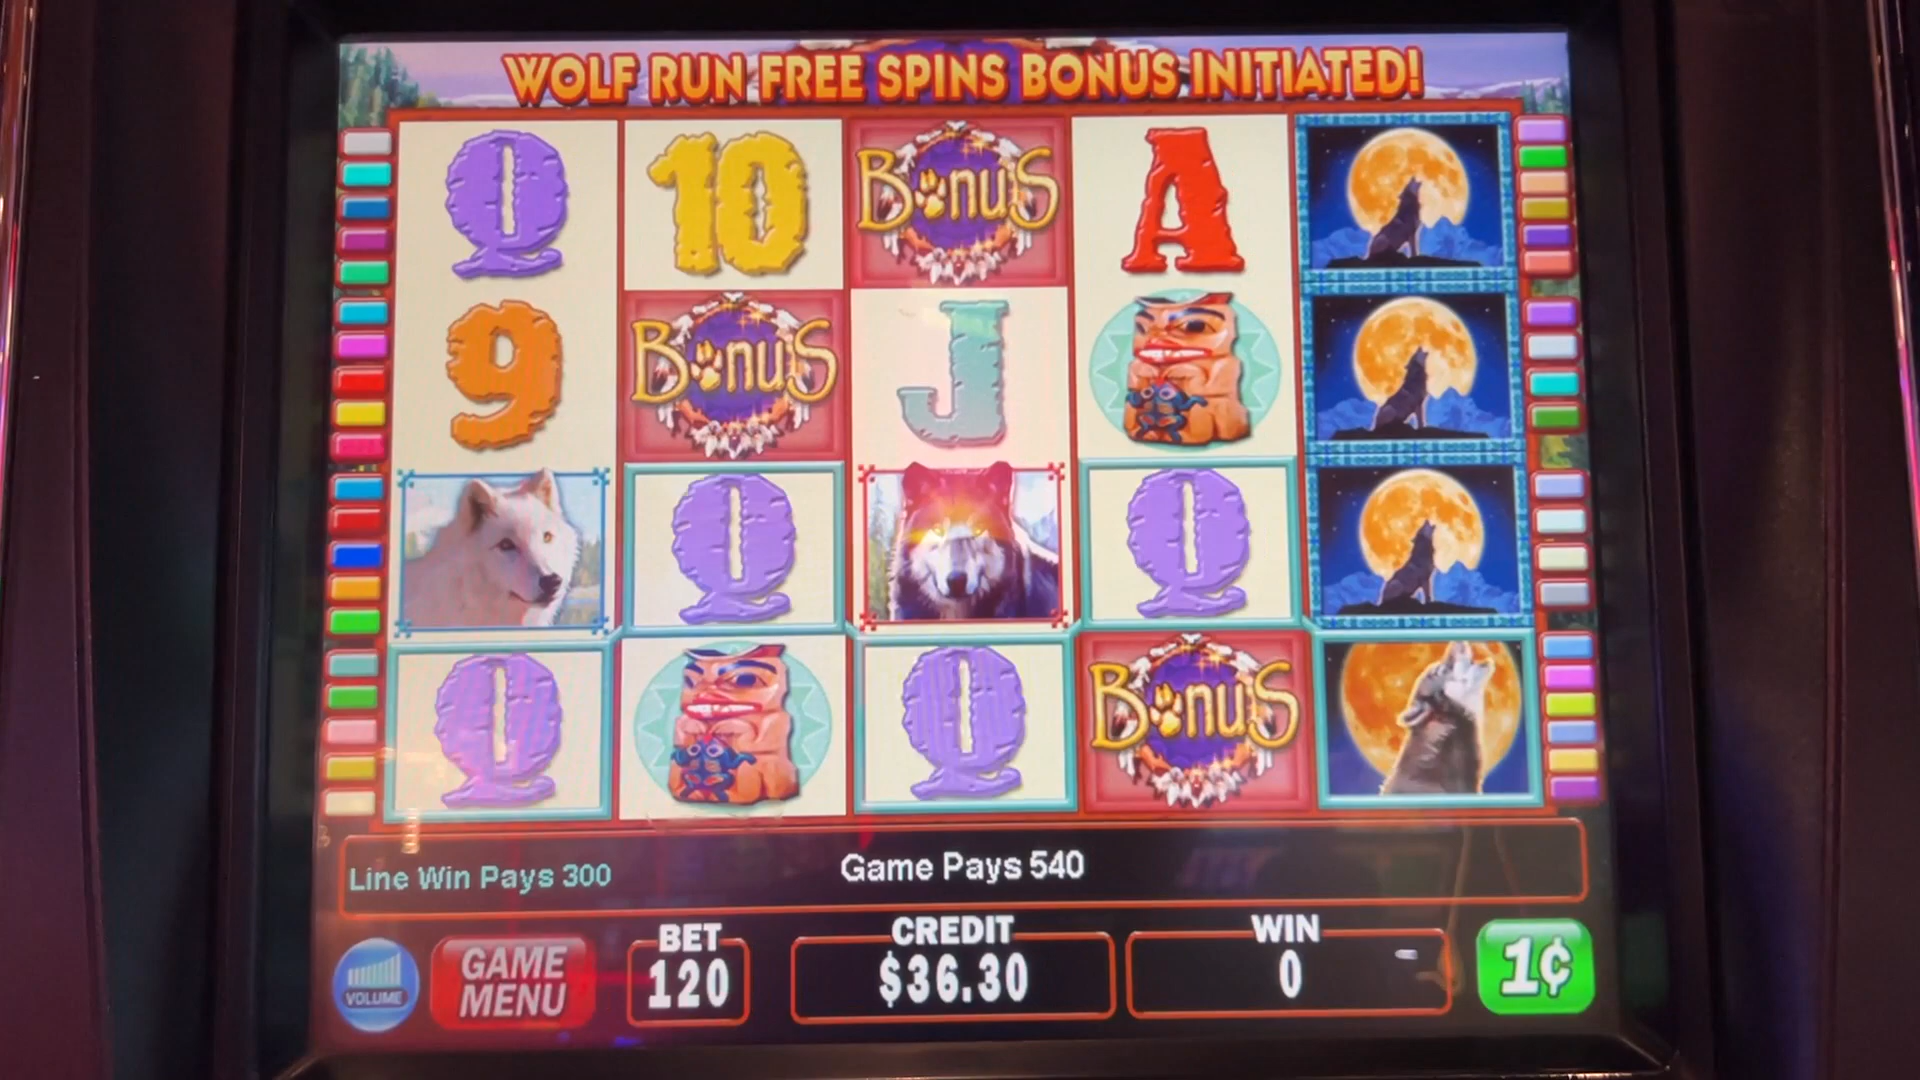 WOLF RUN FREE SPINS BONUS INITIATED!
Q 10 BonuS A
9 BonuS J
Q Q
Q Q BonuS
Line Win Pays 300 Game Pays 540
VOLUME
GAME MENU
BET
120
CREDIT
$36.30
WIN
0
1¢